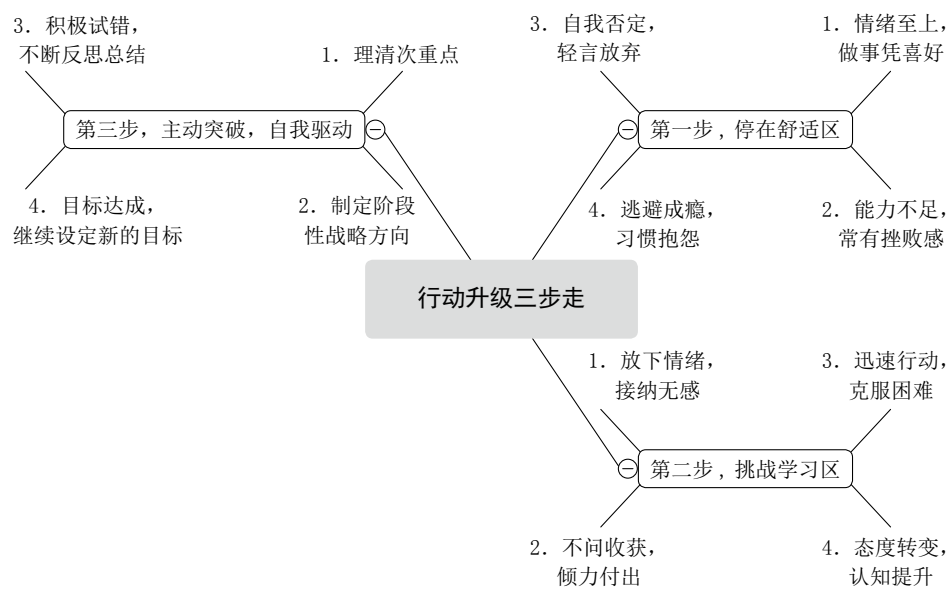 行动升级三步走
第一步，停在舒适区
1. 情绪至上，
做事凭喜好
2. 能力不足，
常有挫败感
3. 自我否定，
轻言放弃
4. 逃避成瘾，
习惯抱怨
第二步，挑战学习区
1. 放下情绪，
接纳无感
2. 不问收获，
倾力付出
3. 迅速行动，
克服困难
4. 态度转变，
认知提升
第三步，主动突破，自我驱动
1. 理清次重点
2. 制定阶段
性战略方向
3. 积极试错，
不断反思总结
4. 目标达成，
继续设定新的目标